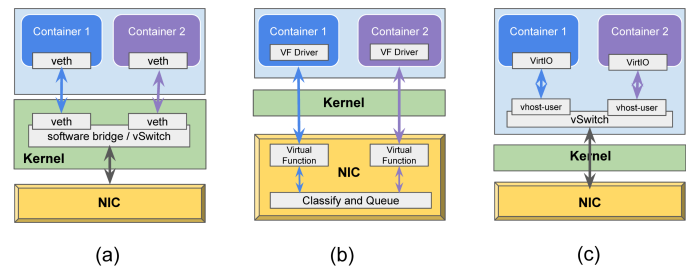 Container 1
Container 2
veth
veth
veth
veth
software bridge / vSwitch
Kernel
NIC
(a)
Container 1
Container 2
VF Driver
VF Driver
Kernel
Virtual
Function
Virtual
Function
NIC
Classify and Queue
(b)
Container 1
Container 2
VirtIO
VirtIO
vhost-user
vhost-user
vSwitch
Kernel
NIC
(c)